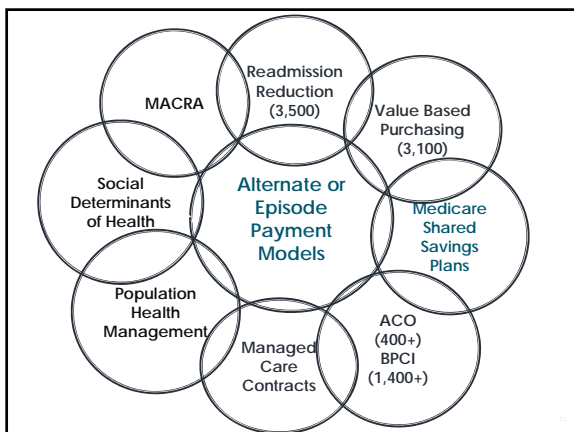 Readmission
Reduction
(3,500)
MACRA
Value Based
Purchasing
(3,100)
Social
Determinants
of Health
Alternate or
Episode
Payment
Models
Medicare
Shared
Savings
Plans
Population
Health
Management
Managed
Care
Contracts
ACO
(400+)
BPCI
(1,400+)